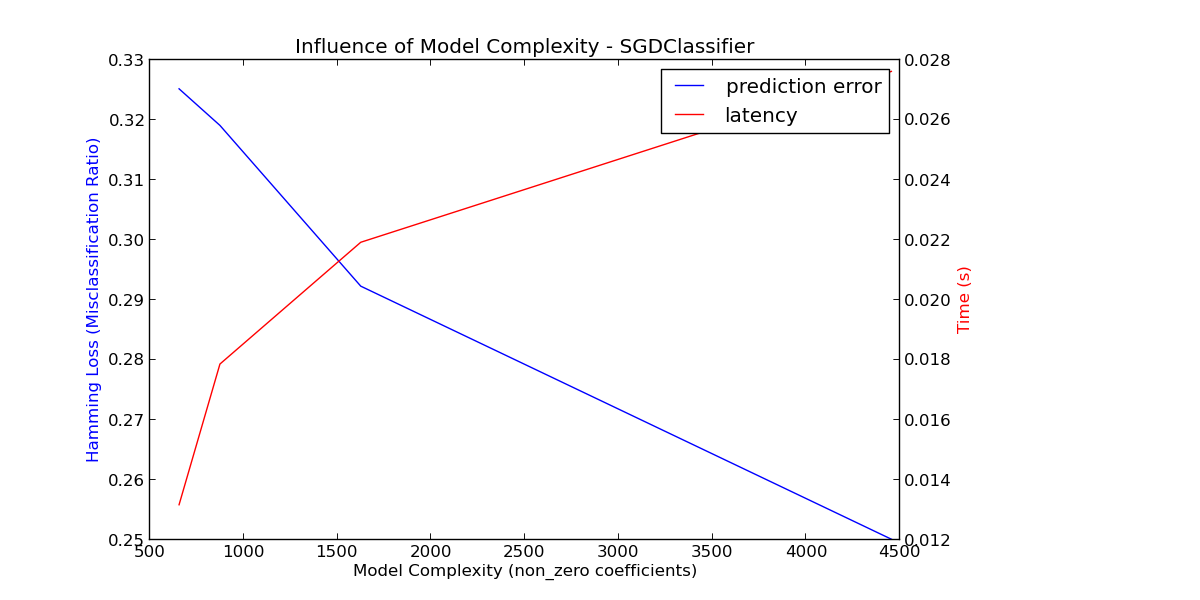 Influence of Model Complexity - SGDClassifier
prediction error
latency
0.33
0.32
0.31
0.30
0.29
0.28
0.27
0.26
0.25
Hamming Loss (Misclassification Ratio)
0.028
0.026
0.024
0.022
0.020
0.018
0.016
0.014
0.012
Time (s)
500 1000 1500 2000 2500 3000 3500 4000 4500
Model Complexity (non_zero coefficients)